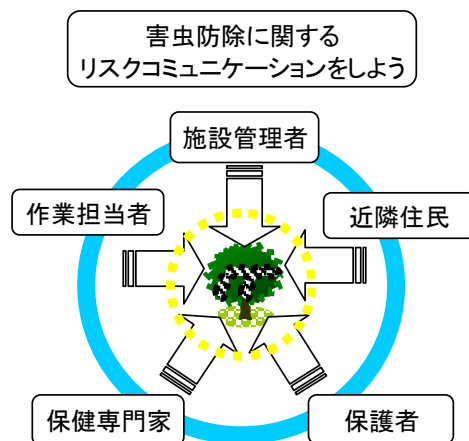 害虫防除に関する
リスクコミュニケーションをしよう
施設管理者
作業担当者
近隣住民
保健専門家
保護者